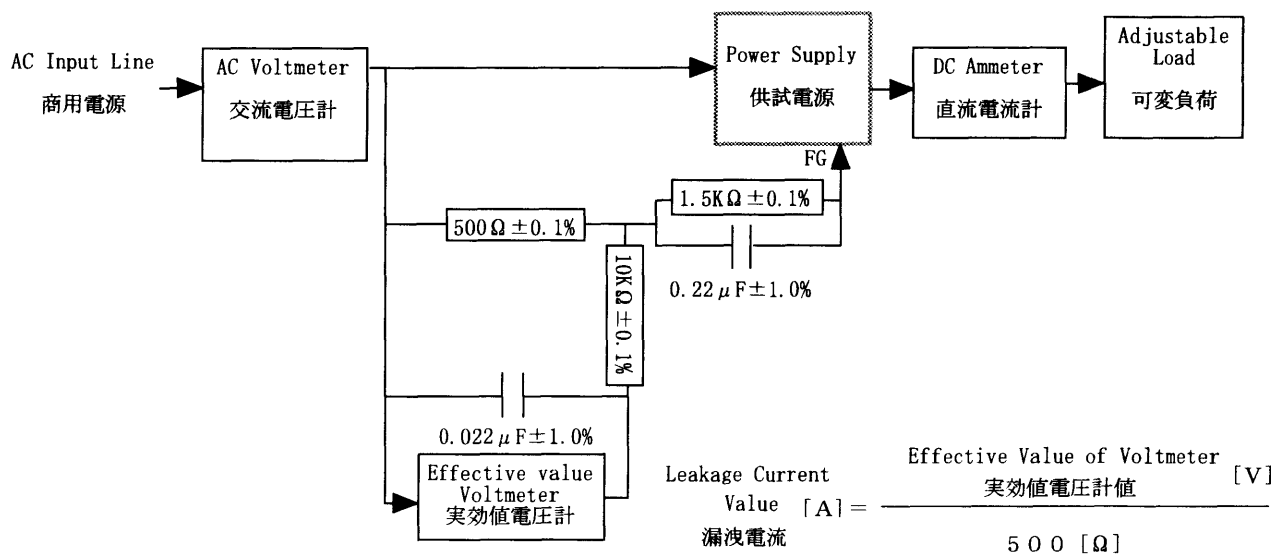 AC Input Line
商用電源
AC Voltmeter
交流電圧計
Power Supply
供試電源
DC Ammeter
直流電流計
Adjustable
Load
可変負荷
FG
1.5KΩ±0.1%
500Ω±0.1%
10KΩ±0.1%
0.22μF±1.0%
0.022μF±1.0%
Effective value
Voltmeter
実効値電圧計
Leakage Current
Value [A]=
漏洩電流
Effective Value of Voltmeter
実効値電圧計値 [V]
500 [Ω]